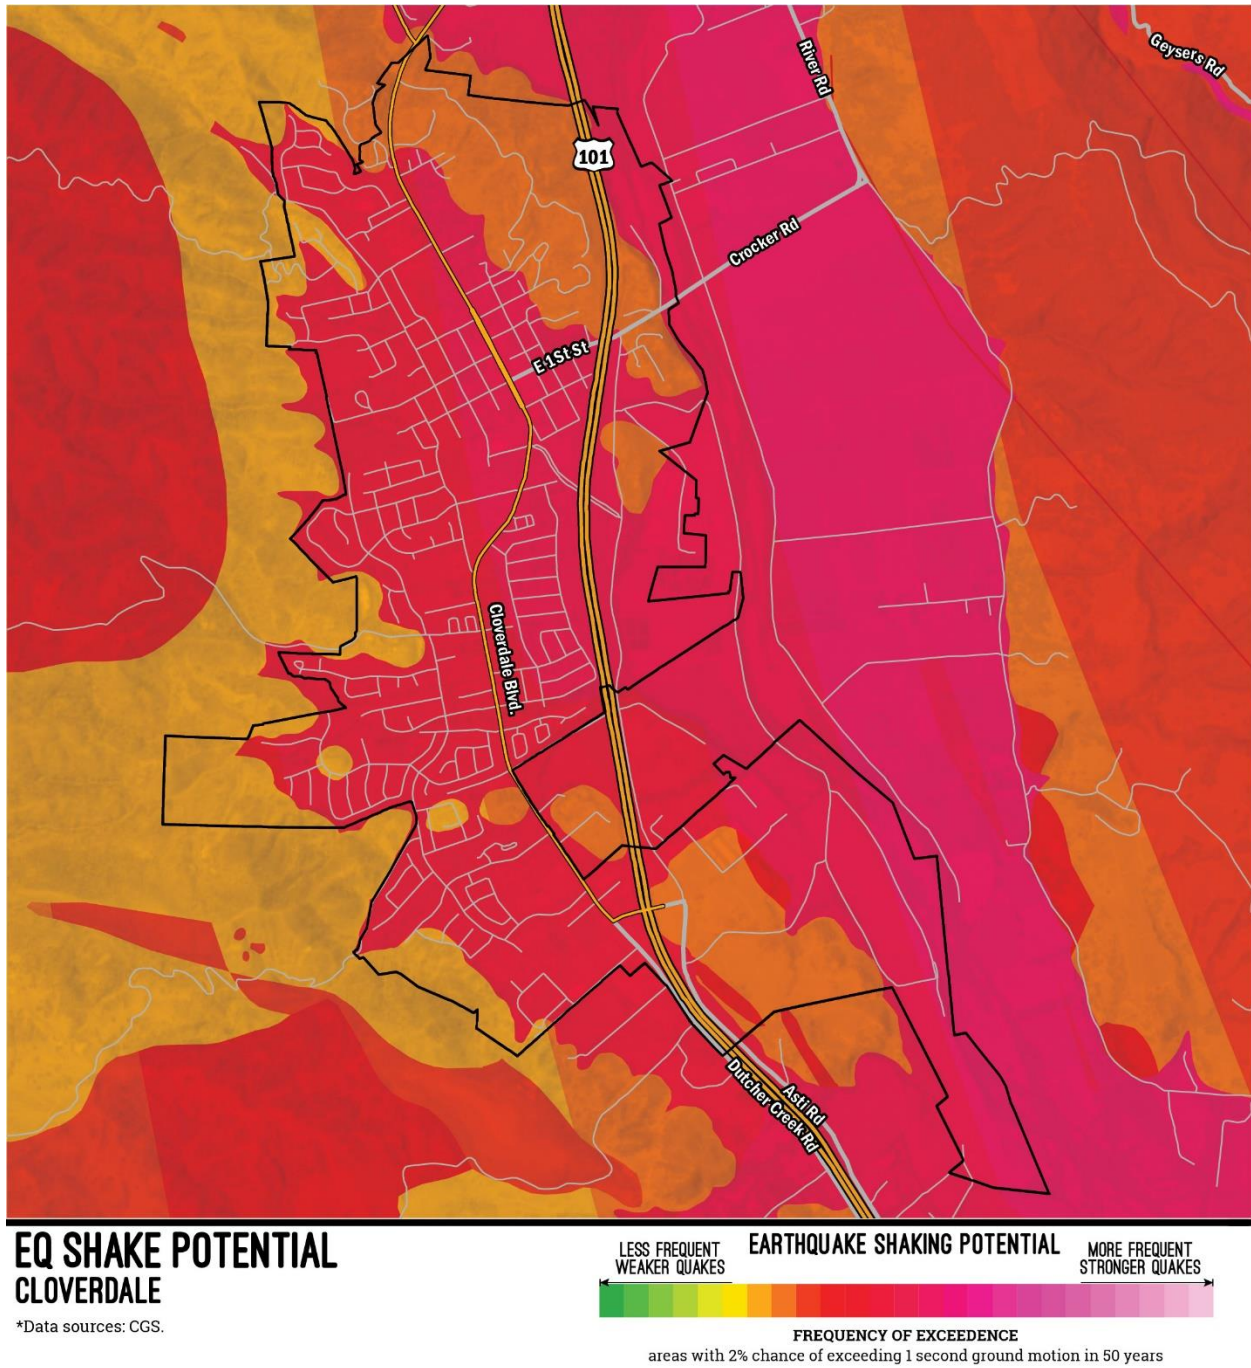 Geysers Rd
River Rd
101
Crocker Rd
E 1St St
Cloverdale Blvd.
Asti Rd
Dutcher Creek Rd
EQ SHAKE POTENTIAL
CLOVERDALE
*Data sources: CGS.
LESS FREQUENT
WEAKER QUAKES
EARTHQUAKE SHAKING POTENTIAL
MORE FREQUENT
STRONGER QUAKES
FREQUENCY OF EXCEEDENCE
areas with 2% chance of exceeding 1 second ground motion in 50 years